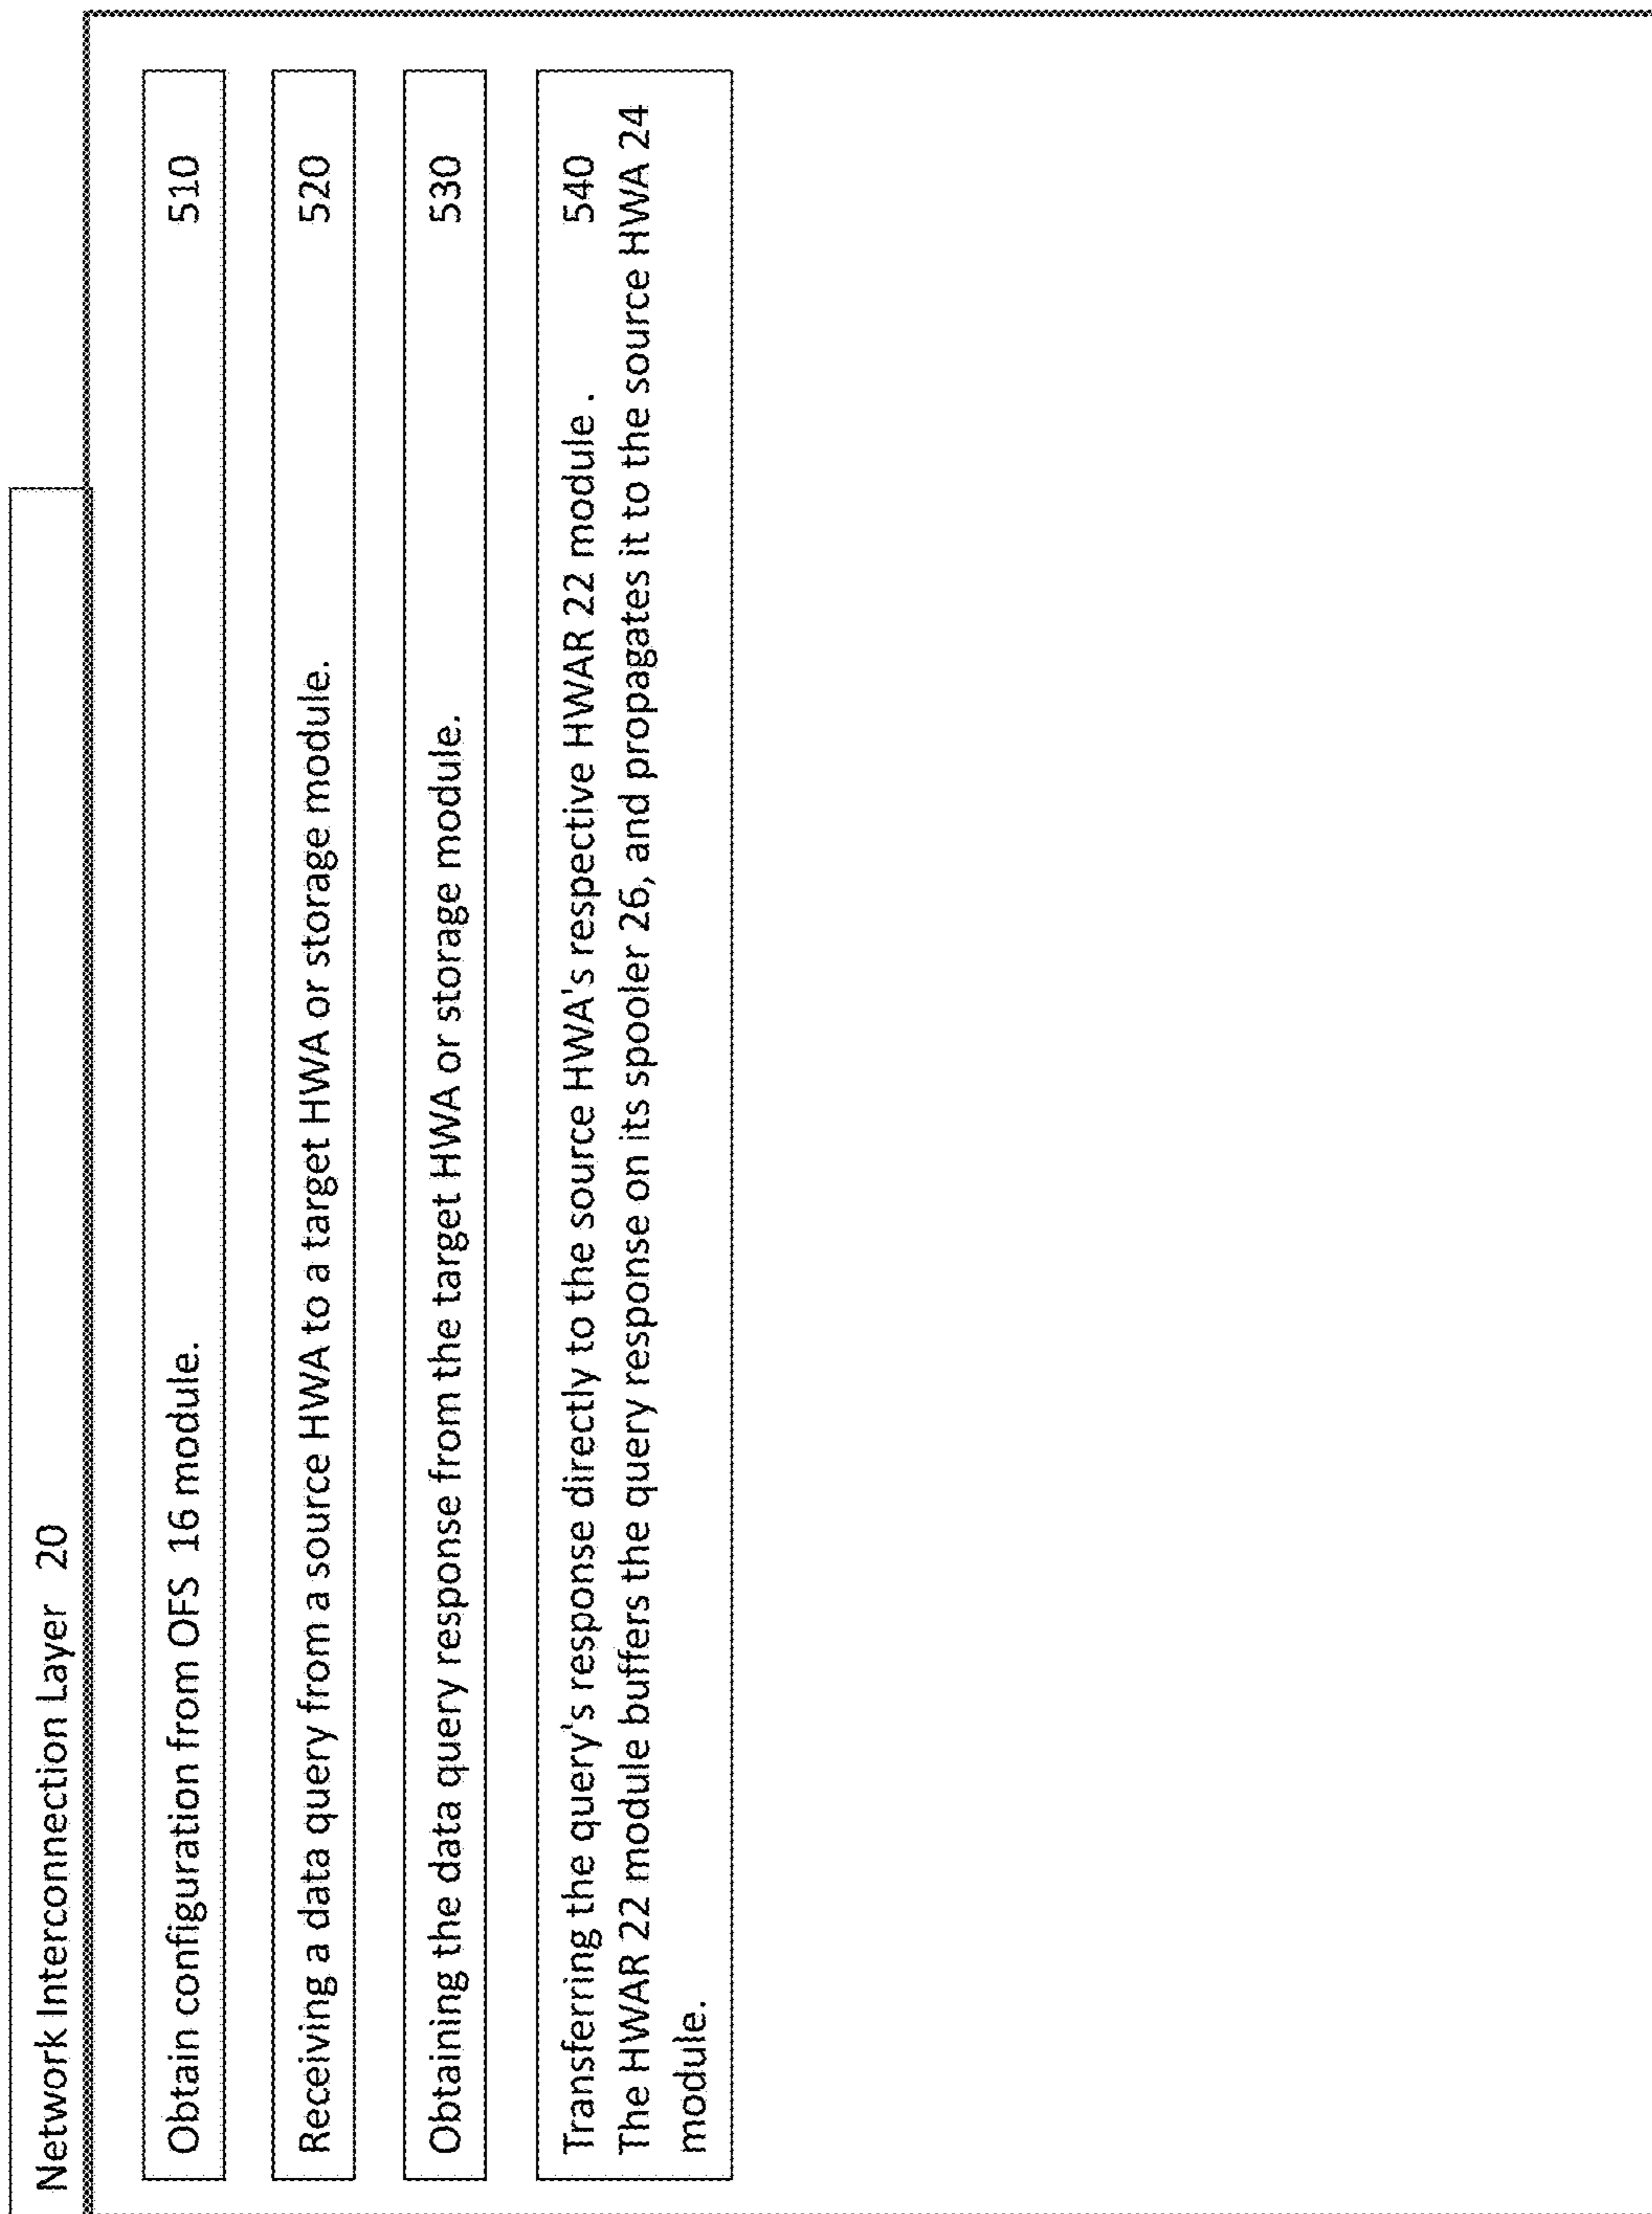 Network Interconnection Layer 20
Obtain configuration from OFS 16 module. 510
Receiving a data query from a source HWA to a target HWA or storage module. 520
Obtaining the data query response from the target HWA or storage module. 530
Transferring the query's response directly to the source HWA's respective HWAR 22 module . 540
The HWAR 22 module buffers the query response on its spooler 26, and propagates it to the source HWA 24
module.